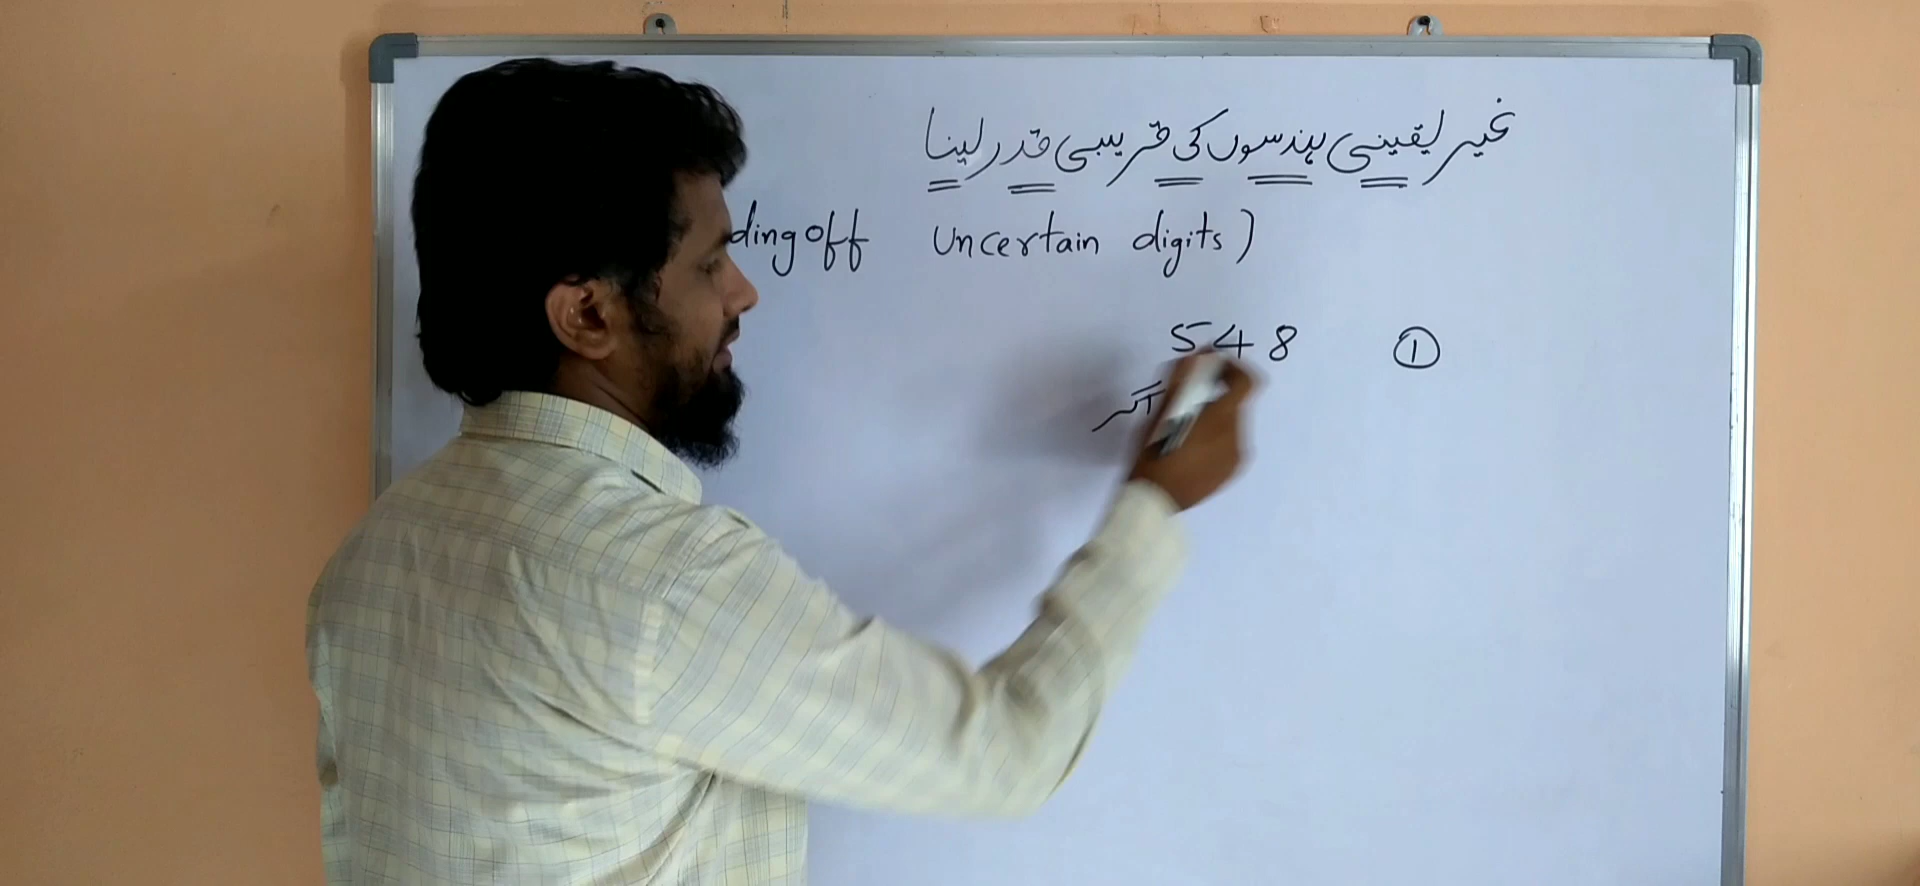 غیر یقینی ہندسوں کی قریبی قدر لینا
ding off uncertain digits)
① 548
اگر